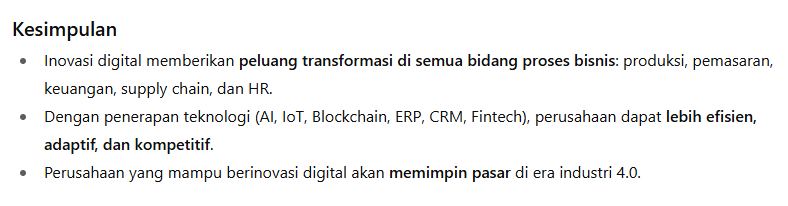 Kesimpulan
• Inovasi digital memberikan peluang transformasi di semua bidang proses bisnis: produksi, pemasaran,
keuangan, supply chain, dan HR.
• Dengan penerapan teknologi (AI, IoT, Blockchain, ERP, CRM, Fintech), perusahaan dapat lebih efisien,
adaptif, dan kompetitif.
• Perusahaan yang mampu berinovasi digital akan memimpin pasar di era industri 4.0.